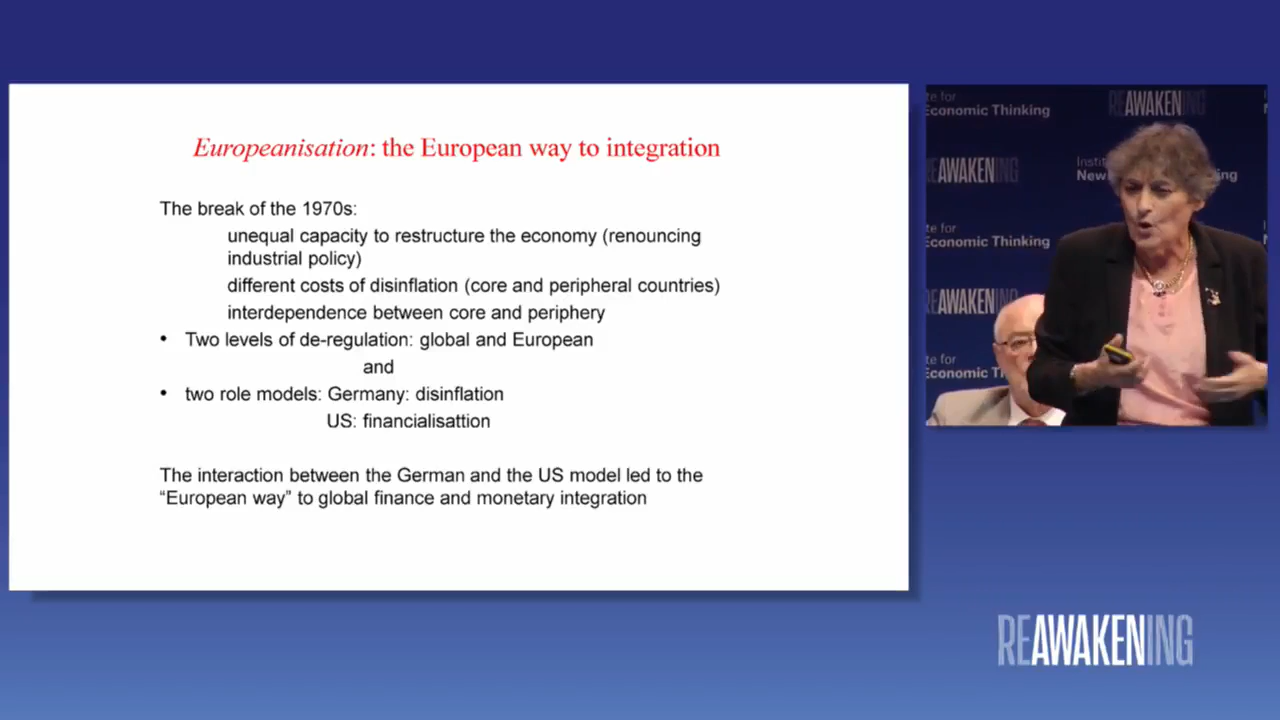 Europeanisation: the European way to integration
The break of the 1970s:
unequal capacity to restructure the economy (renouncing
industrial policy)
different costs of disinflation (core and peripheral countries)
interdependence between core and periphery
• Two levels of de-regulation: global and European
and
• two role models: Germany: disinflation
US: financialisattion
The interaction between the German and the US model led to the
“European way” to global finance and monetary integration
te for
Economic Thinking
REAWAKENING
REAWAKENING
Instit
New
ng
te for
Economic Thinking
REAWAKENING
te for
Economic T
REAWAKENING